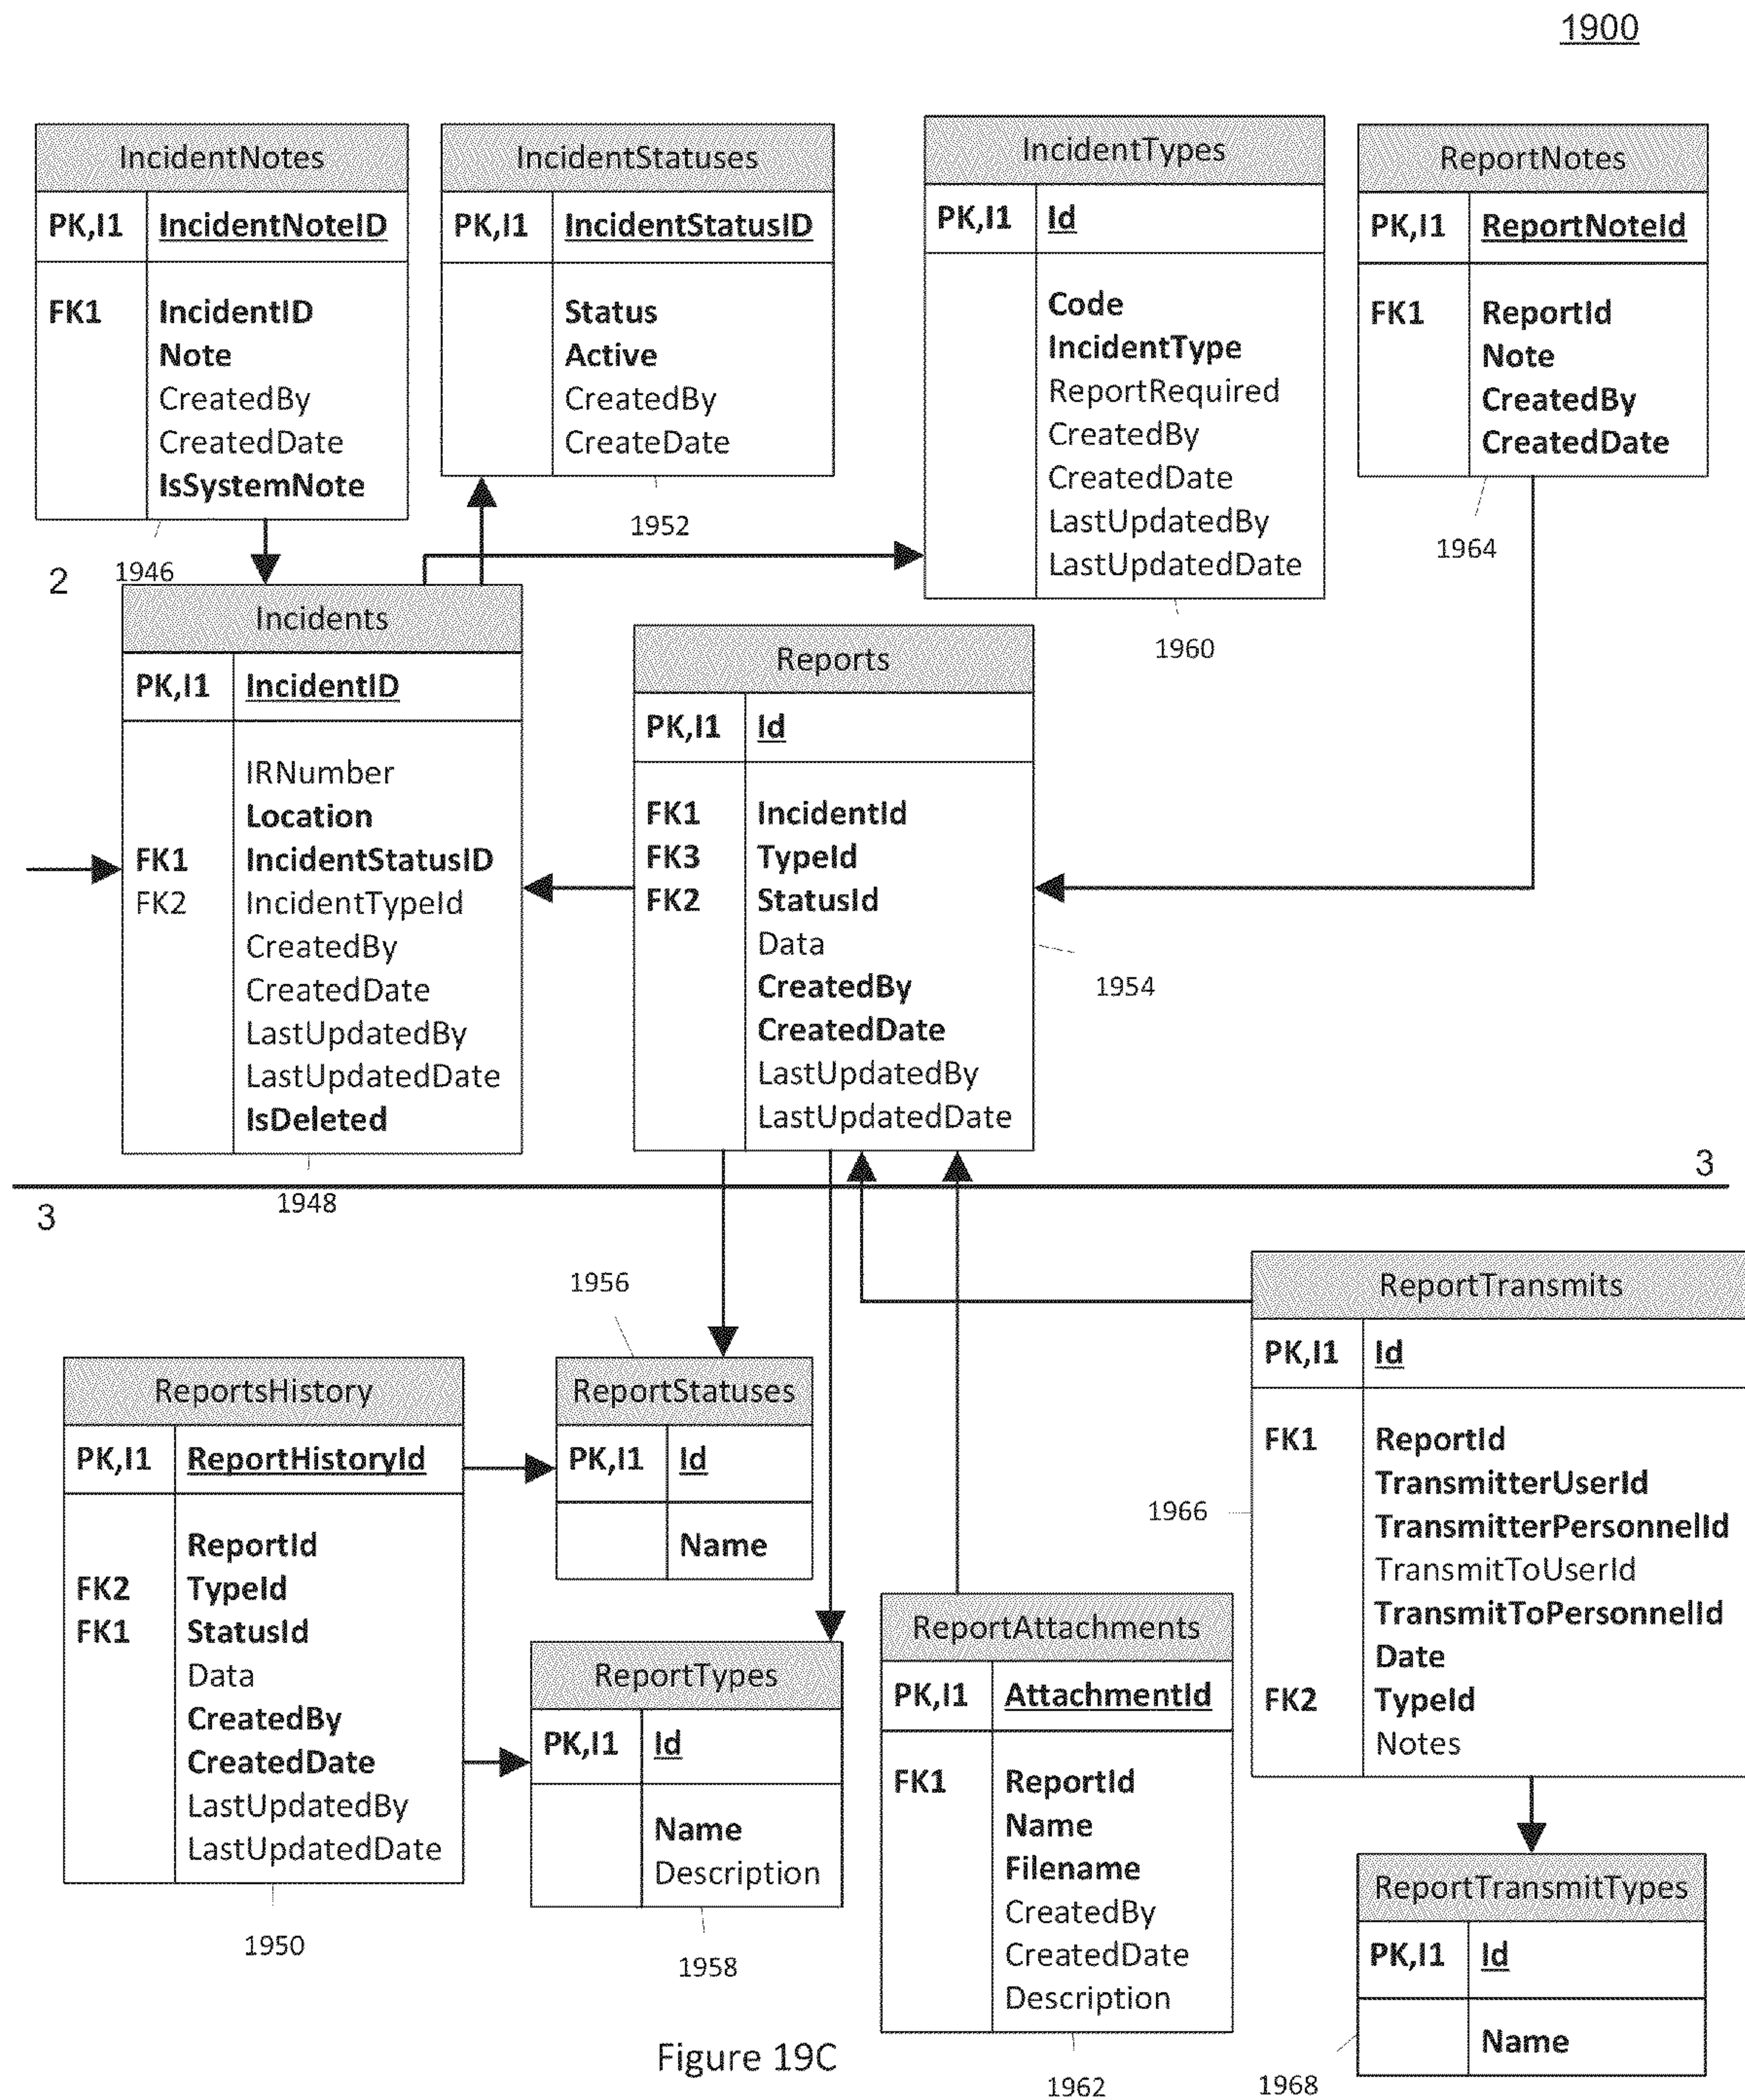 1900
IncidentNotes
PK,I1 IncidentNoteID
FK1 IncidentID
Note
CreatedBy
CreatedDate
IsSystemNote
1946
IncidentStatuses
PK,I1 IncidentStatusID
Status
Active
CreatedBy
CreateDate
1952
IncidentTypes
PK,I1 Id
Code
IncidentType
ReportRequired
CreatedBy
CreatedDate
LastUpdatedBy
LastUpdatedDate
1960
ReportNotes
PK,I1 ReportNoteId
FK1 ReportId
Note
CreatedBy
CreatedDate
1964
2
Incidents
PK,I1 IncidentID
IRNumber
Location
FK1 IncidentStatusID
FK2 IncidentTypeId
CreatedBy
CreatedDate
LastUpdatedBy
LastUpdatedDate
IsDeleted
1948
Reports
PK,I1 Id
FK1 IncidentId
FK3 TypeId
FK2 StatusId
Data
CreatedBy
CreatedDate
LastUpdatedBy
LastUpdatedDate
1954
3
3
ReportsHistory
PK,I1 ReportHistoryId
ReportId
FK2 TypeId
FK1 StatusId
Data
CreatedBy
CreatedDate
LastUpdatedBy
LastUpdatedDate
1950
1956
ReportStatuses
PK,I1 Id
Name
ReportTypes
PK,I1 Id
Name
Description
1958
ReportAttachments
PK,I1 AttachmentId
FK1 ReportId
Name
Filename
CreatedBy
CreatedDate
Description
1962
ReportTransmits
PK,I1 Id
FK1 ReportId
TransmitterUserId
TransmitterPersonnelId
TransmitToUserId
TransmitToPersonnelId
Date
FK2 TypeId
Notes
1966
ReportTransmitTypes
PK,I1 Id
Name
1968
Figure 19C